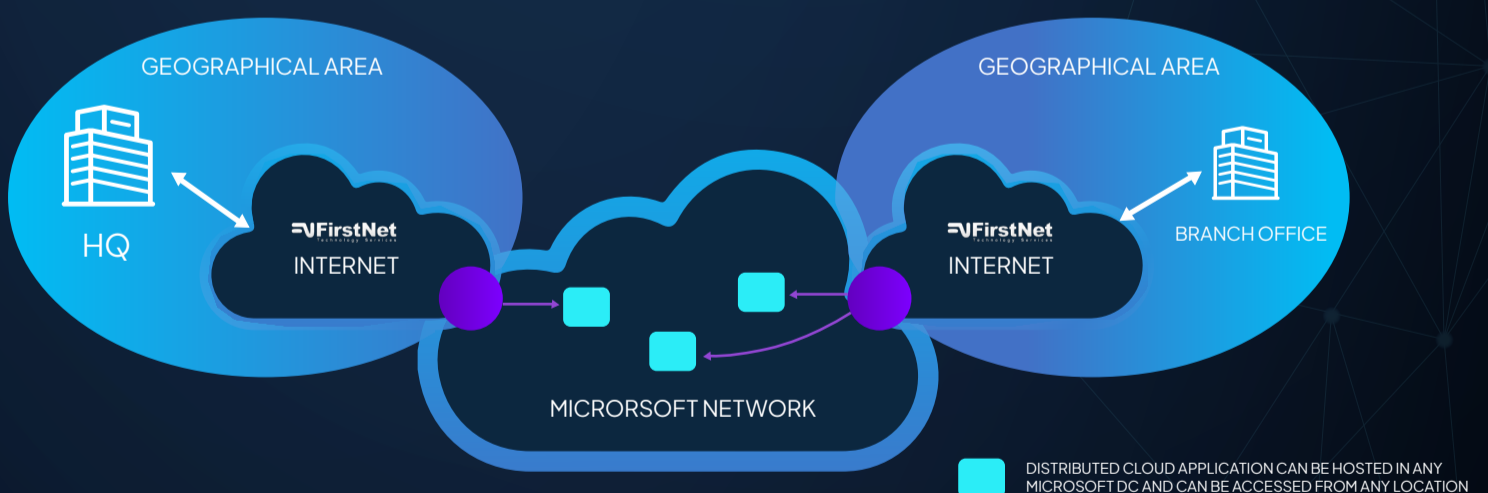 GEOGRAPHICAL AREA
GEOGRAPHICAL AREA
HQ
FirstNet
Technology Services
INTERNET
FirstNet
Technology Services
INTERNET
BRANCH OFFICE
MICRORSOFT NETWORK
DISTRIBUTED CLOUD APPLICATION CAN BE HOSTED IN ANY
MICROSOFT DC AND CAN BE ACCESSED FROM ANY LOCATION